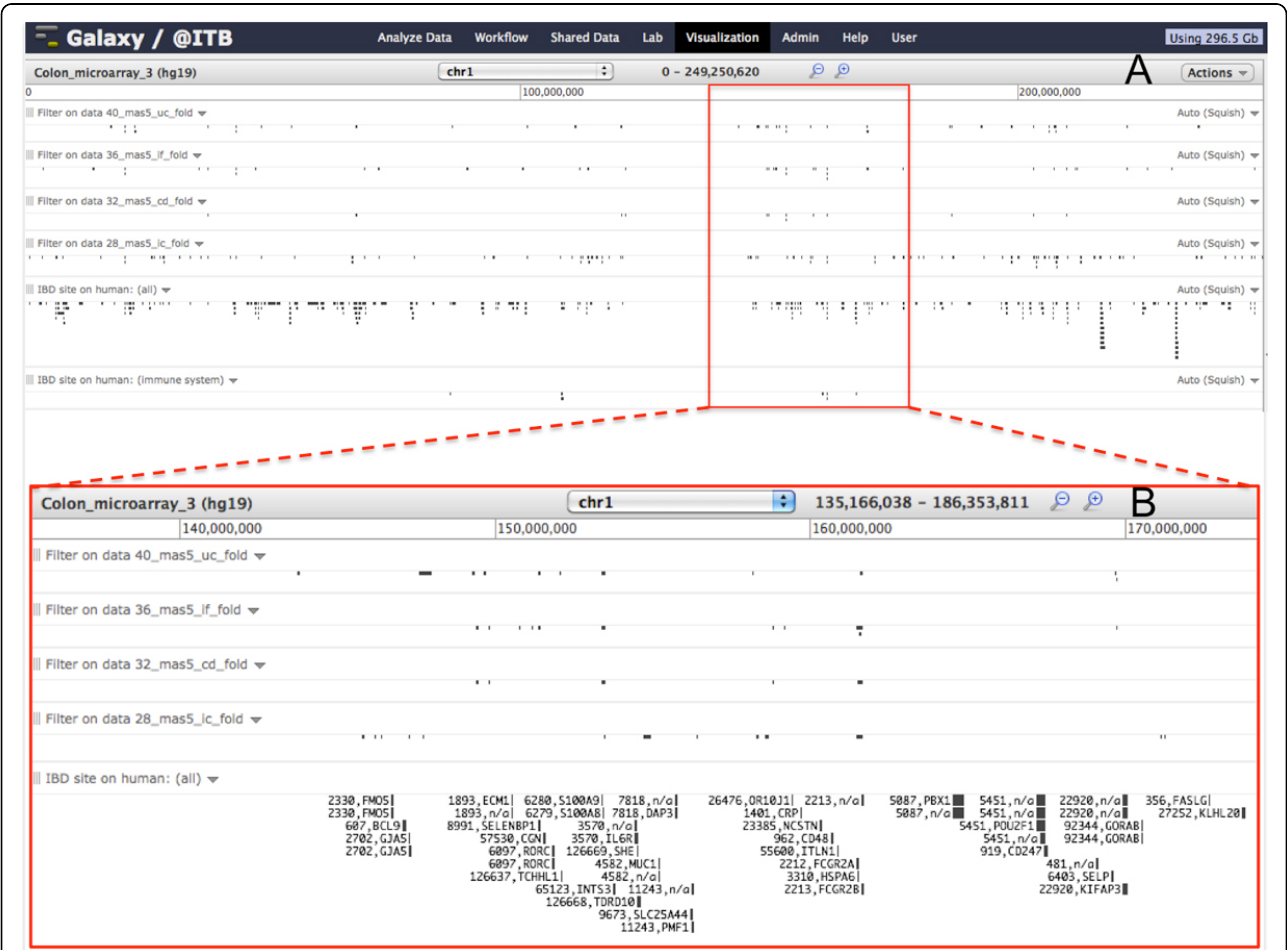 Galaxy / @ITB Analyze Data Workflow Shared Data Lab Visualization Admin Help User Using 296.5 Gb
Colon_microarray_3 (hg19) chr1 0 - 249,250,620 A Actions
0 100,000,000 200,000,000
Filter on data 40_mas5_uc_fold Auto (Squish)
Filter on data 36_mas5_if_fold Auto (Squish)
Filter on data 32_mas5_cd_fold Auto (Squish)
Filter on data 28_mas5_ic_fold Auto (Squish)
IBD site on human: (all) Auto (Squish)
IBD site on human: (immune system) Auto (Squish)
Colon_microarray_3 (hg19) chr1 135,166,038 - 186,353,811 B
140,000,000 150,000,000 160,000,000 170,000,000
Filter on data 40_mas5_uc_fold
Filter on data 36_mas5_if_fold
Filter on data 32_mas5_cd_fold
Filter on data 28_mas5_ic_fold
IBD site on human: (all)
2330,FMO5 1893,ECM1 6280,S100A9 7818,n/a 26476,OR10J1 2213,n/a 5087,PBX1 5451,n/a 22920,n/a 356,FASLG
2330,FMO5 1893,n/a 6279,S100A8 7818,DAP3 1401,CRP 5087,n/a 5451,n/a 22920,n/a 27252,KLHL20
607,BCL9 8991,SELENBP1 3570,n/a 23385,NCSTN 5451,POU2F1 92344,GORAB
2702,GJA5 57530,CGN 3570,IL6R 962,CD48 5451,n/a 92344,GORAB
2702,GJA5 6097,RORC 126669,SHE 55600,ITLN1 919,CD247
6097,RORC 4582,MUC1 2212,FCGR2A 481,n/a
126637,TCHHL1 4582,n/a 3310,HSPA6 6403,SELP
65123,INTS3 11243,n/a 2213,FCGR2B 22920,KIFAP3
126668,TDRD10
9673,SLC25A44
11243,PMF1